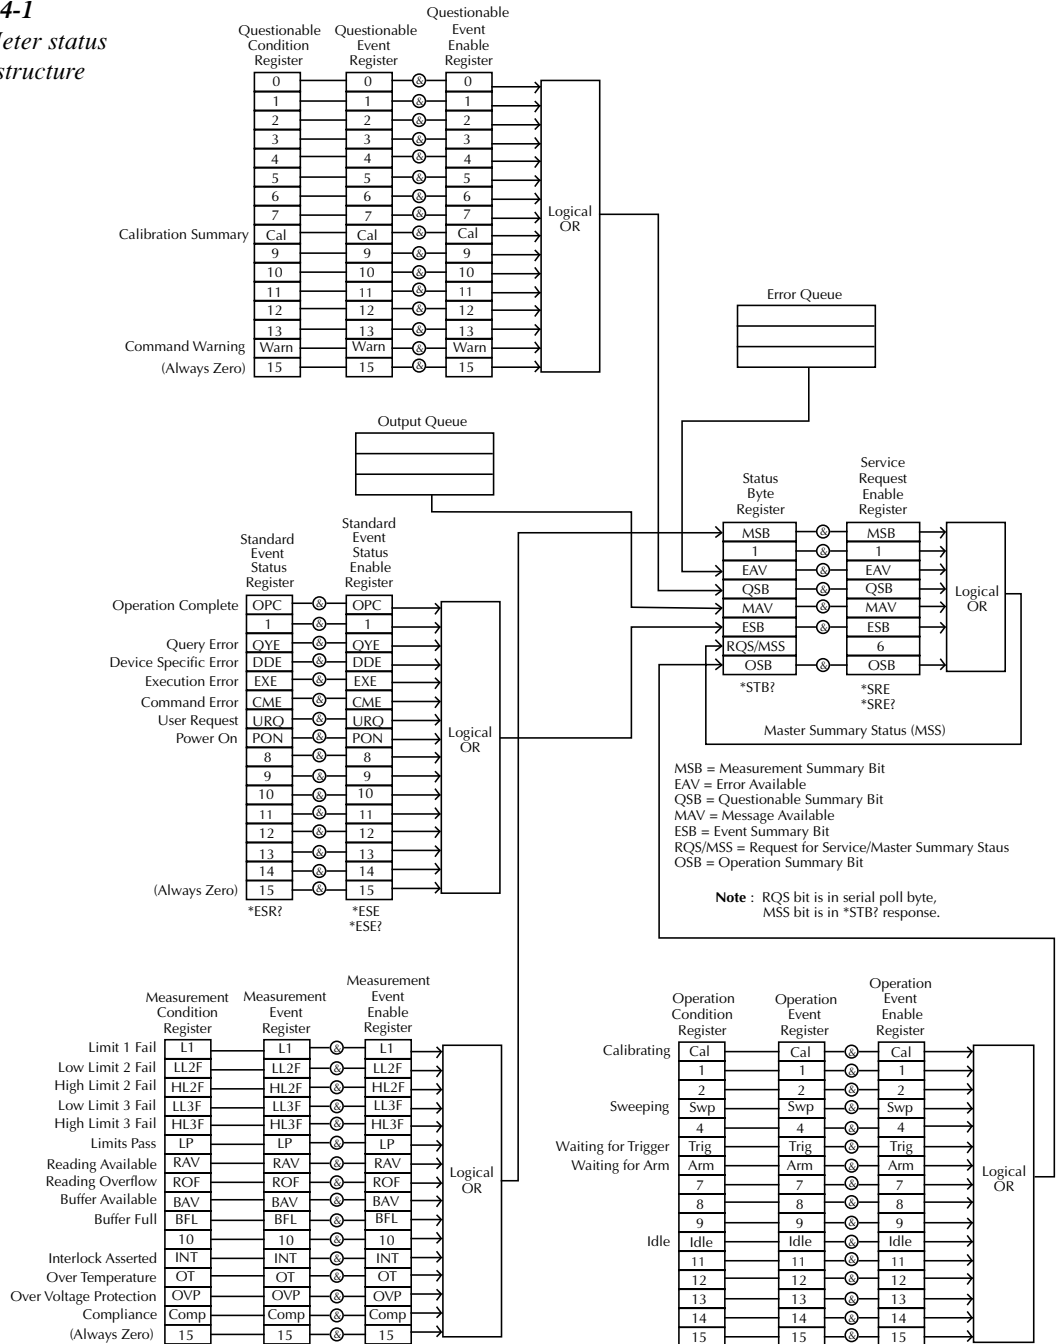 4-1
eter status
structure
Questionable
Condition
Register
Questionable
Event
Register
Questionable
Event
Enable
Register
0 0 & 0
1 1 & 1
2 2 & 2
3 3 & 3
4 4 & 4
5 5 & 5
6 6 & 6
7 7 & 7
Calibration Summary Cal Cal & Cal
9 9 & 9
10 10 & 10
11 11 & 11
12 12 & 12
13 13 & 13
Command Warning Warn Warn & Warn
(Always Zero) 15 15 & 15
Logical
OR
Error Queue
Output Queue
Standard
Event
Status
Register
Standard
Event
Status
Enable
Register
Operation Complete OPC & OPC
1 & 1
Query Error QYE & QYE
Device Specific Error DDE & DDE
Execution Error EXE & EXE
Command Error CME & CME
User Request URQ & URQ
Power On PON & PON
8 & 8
9 & 9
10 & 10
11 & 11
12 & 12
13 & 13
14 & 14
(Always Zero) 15 & 15
*ESR?
*ESE
*ESE?
Logical
OR
Status
Byte
Register
Service
Request
Enable
Register
MSB & MSB
1 & 1
EAV & EAV
QSB & QSB
MAV & MAV
ESB & ESB
RQS/MSS 6
OSB & OSB
*STB?
*SRE
*SRE?
Logical
OR
Master Summary Status (MSS)
MSB = Measurement Summary Bit
EAV = Error Available
QSB = Questionable Summary Bit
MAV = Message Available
ESB = Event Summary Bit
RQS/MSS = Request for Service/Master Summary Staus
OSB = Operation Summary Bit
Note : RQS bit is in serial poll byte,
MSS bit is in *STB? response.
Measurement
Condition
Register
Measurement
Event
Register
Measurement
Event
Enable
Register
Limit 1 Fail L1 L1 & L1
Low Limit 2 Fail LL2F LL2F & LL2F
High Limit 2 Fail HL2F HL2F & HL2F
Low Limit 3 Fail LL3F LL3F & LL3F
High Limit 3 Fail HL3F HL3F & HL3F
Limits Pass LP LP & LP
Reading Available RAV RAV & RAV
Reading Overflow ROF ROF & ROF
Buffer Available BAV BAV & BAV
Buffer Full BFL BFL & BFL
10 10 & 10
Interlock Asserted INT INT & INT
Over Temperature OT OT & OT
Over Voltage Protection OVP OVP & OVP
Compliance Comp Comp & Comp
(Always Zero) 15 15 & 15
Logical
OR
Operation
Condition
Register
Operation
Event
Register
Operation
Event
Enable
Register
Calibrating Cal Cal & Cal
1 1 & 1
2 2 & 2
Sweeping Swp Swp & Swp
4 4 & 4
Waiting for Trigger Trig Trig & Trig
Waiting for Arm Arm Arm & Arm
7 7 & 7
8 8 & 8
9 9 & 9
Idle Idle Idle & Idle
11 11 & 11
12 12 & 12
13 13 & 13
14 14 & 14
15 15 & 15
Logical
OR